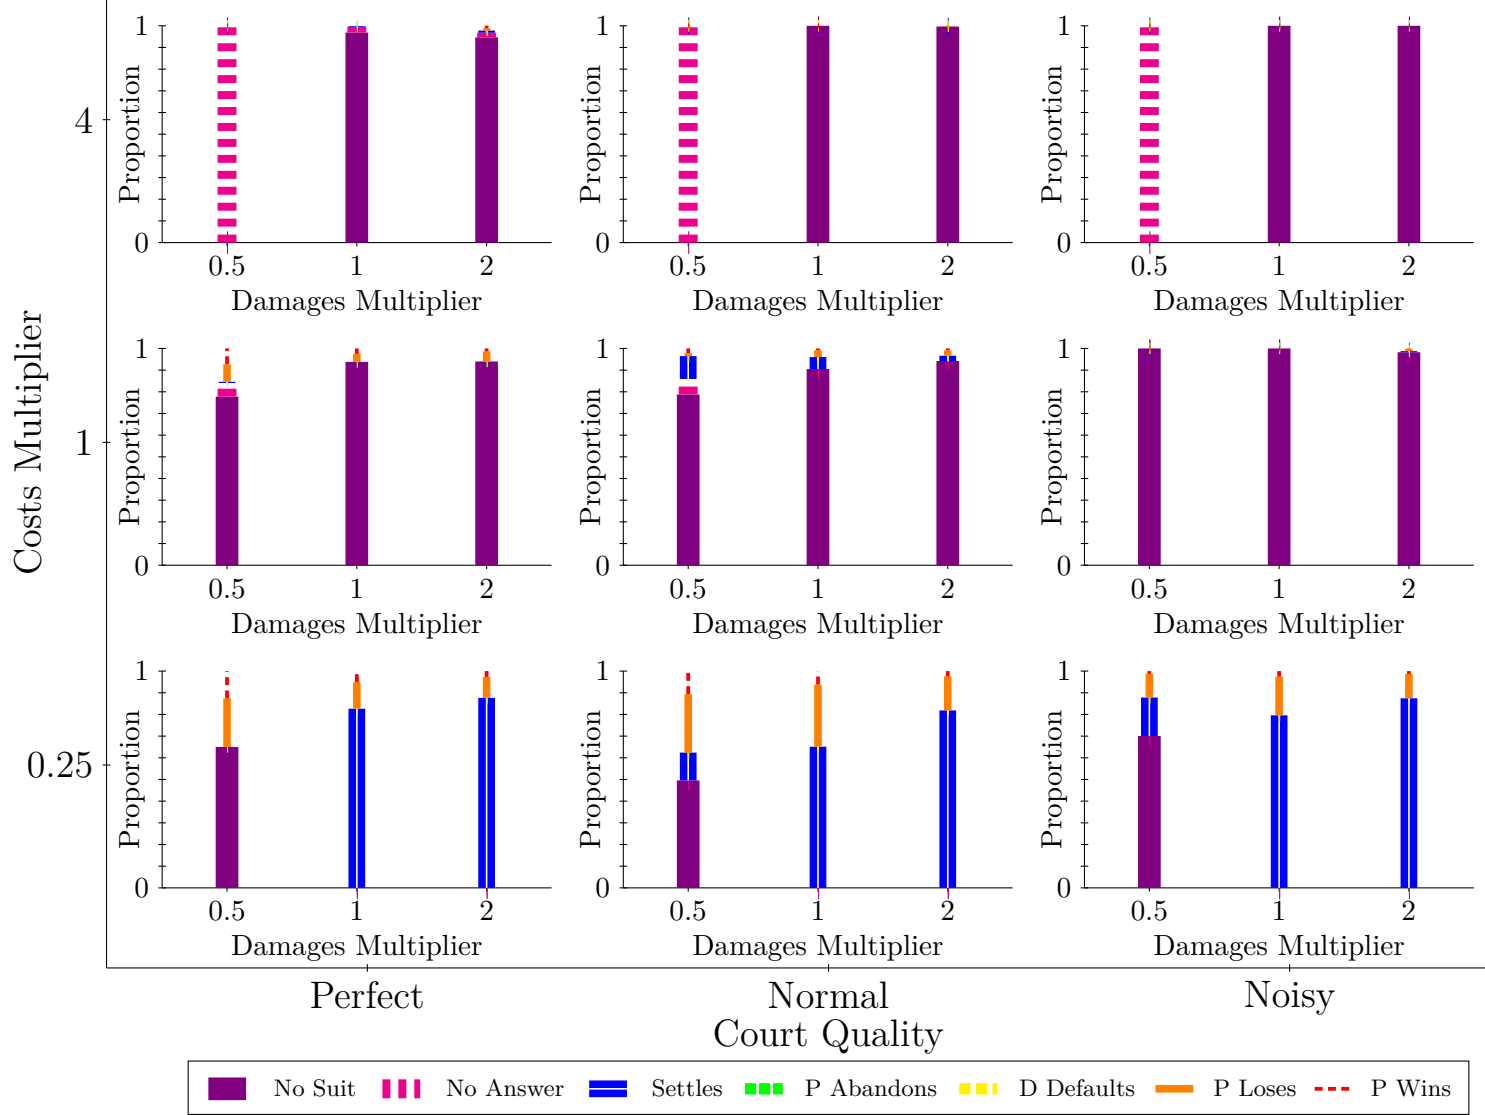 4
Proportion
1
0
0.5 1 2
Damages Multiplier
Proportion
1
0
0.5 1 2
Damages Multiplier
Proportion
1
0
0.5 1 2
Damages Multiplier
Costs Multiplier
1
Proportion
1
0
0.5 1 2
Damages Multiplier
Proportion
1
0
0.5 1 2
Damages Multiplier
Proportion
1
0
0.5 1 2
Damages Multiplier
0.25
Proportion
1
0
0.5 1 2
Damages Multiplier
Proportion
1
0
0.5 1 2
Damages Multiplier
Proportion
1
0
0.5 1 2
Damages Multiplier
Perfect Normal Noisy
Court Quality
No Suit No Answer Settles P Abandons D Defaults P Loses P Wins